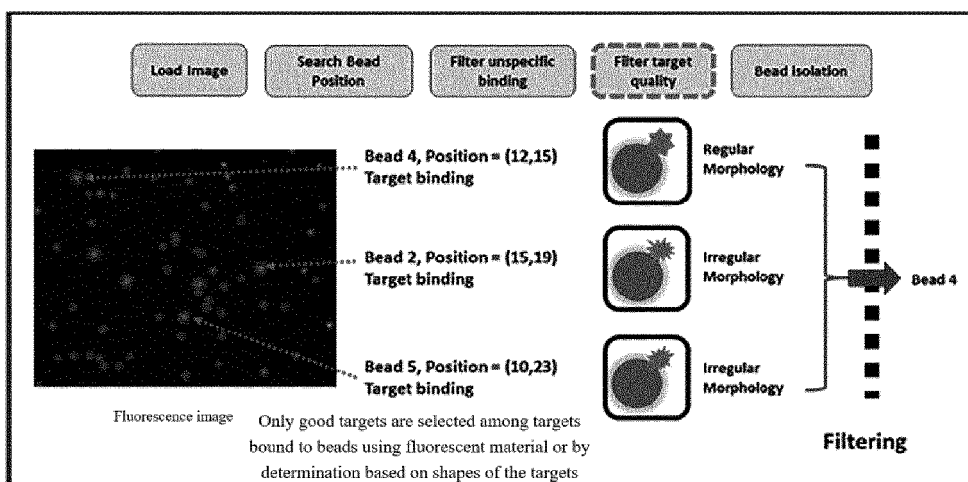 Load Image
Search Bead
Position
Filter unspecific
binding
Filter target
quality
Bead Isolation
Bead 4, Position = (12,15)
Target binding
Regular
Morphology
Bead 2, Position = (15,19)
Target binding
Irregular
Morphology
Bead 4
Bead 5, Position = (10,23)
Target binding
Irregular
Morphology
Fluorescence image
Only good targets are selected among targets
bound to beads using fluorescent material or by
determination based on shapes of the targets
Filtering